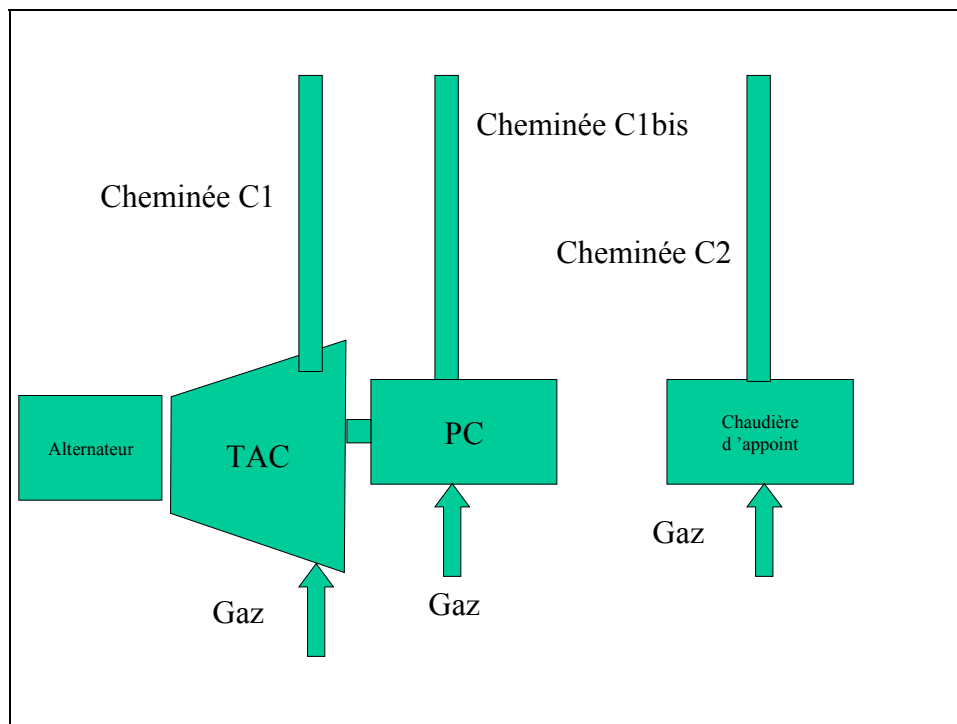 Cheminée C1bis
Cheminée C1
Cheminée C2
Alternateur
TAC
PC
Chaudière
d 'appoint
Gaz
Gaz
Gaz